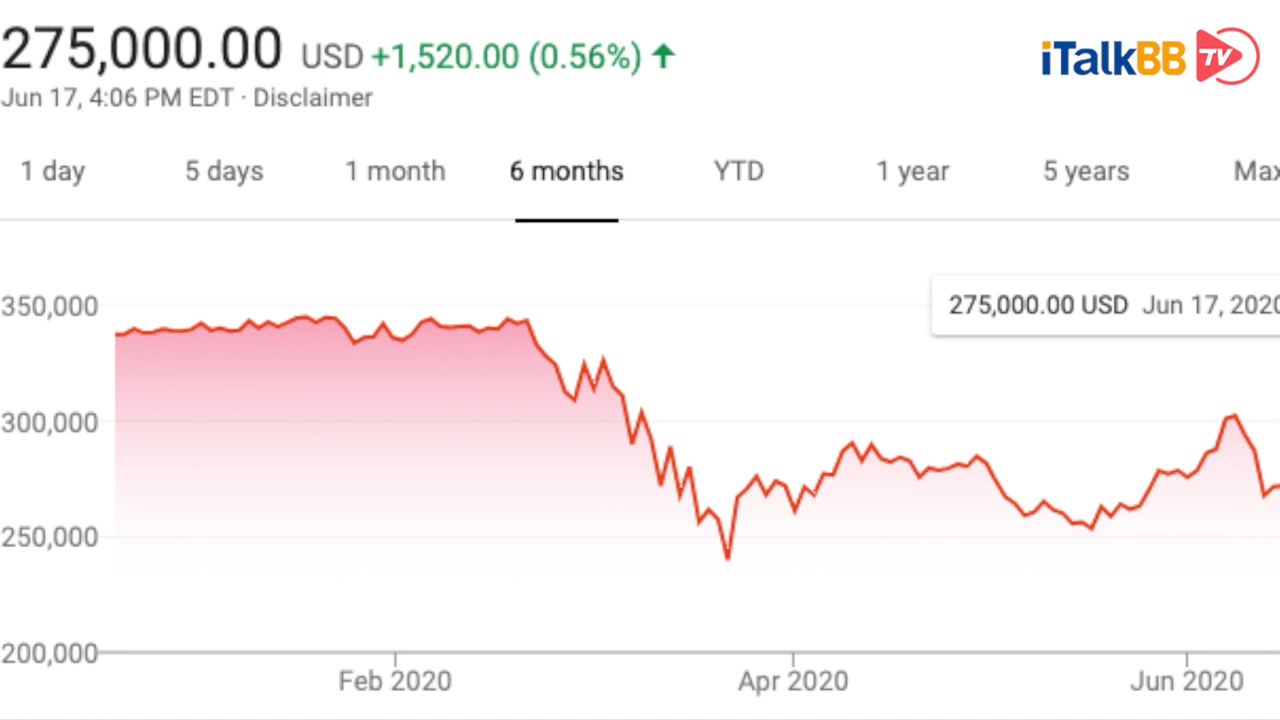 275,000.00 USD +1,520.00 (0.56%)
iTalkBB TV
Jun 17, 4:06 PM EDT · Disclaimer
1 day 5 days 1 month 6 months YTD 1 year 5 years Max
350,000
275,000.00 USD Jun 17, 2020
300,000
250,000
200,000
Feb 2020 Apr 2020 Jun 2020